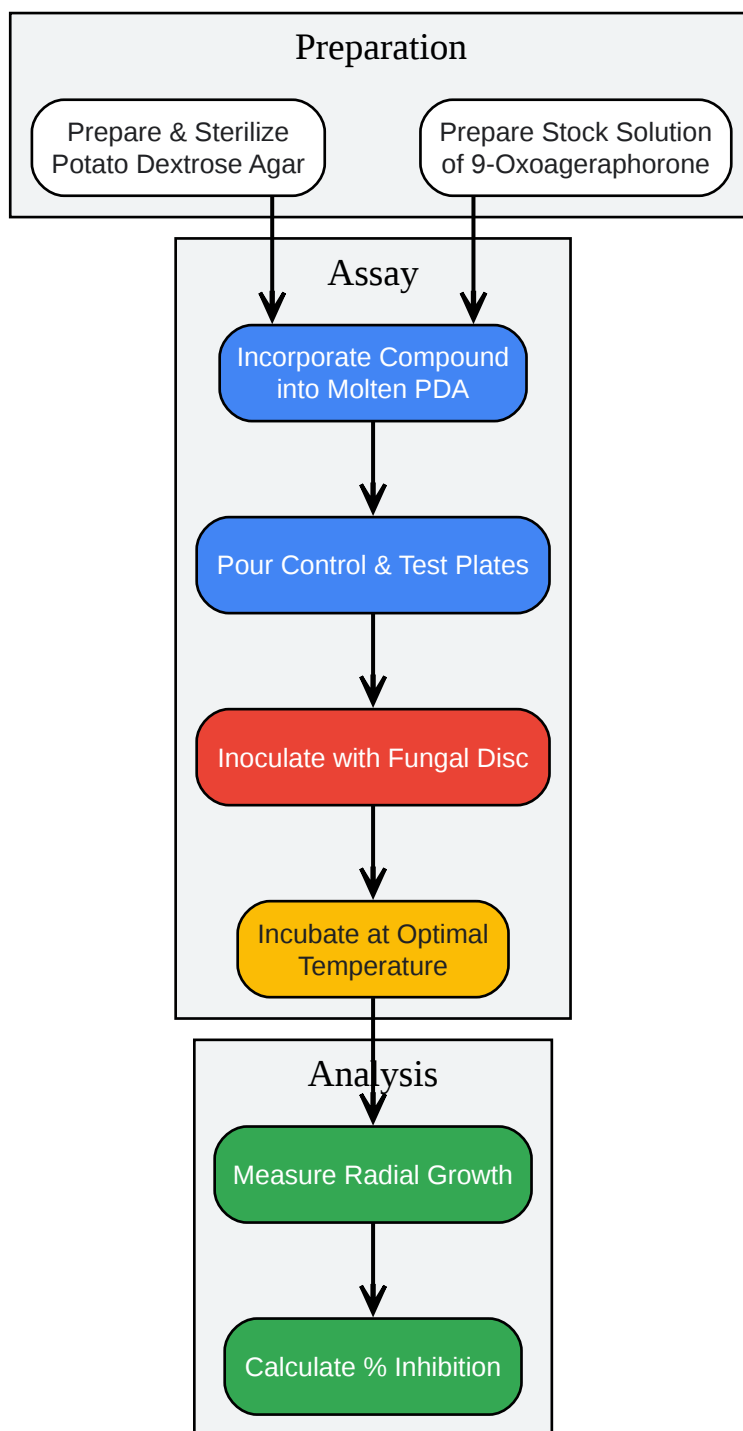 Preparation
Prepare & Sterilize
Potato Dextrose Agar
Prepare Stock Solution
of 9-Oxoageraphorone
Assay
Incorporate Compound
into Molten PDA
Pour Control & Test Plates
Inoculate with Fungal Disc
Incubate at Optimal
Temperature
Analysis
Measure Radial Growth
Calculate % Inhibition